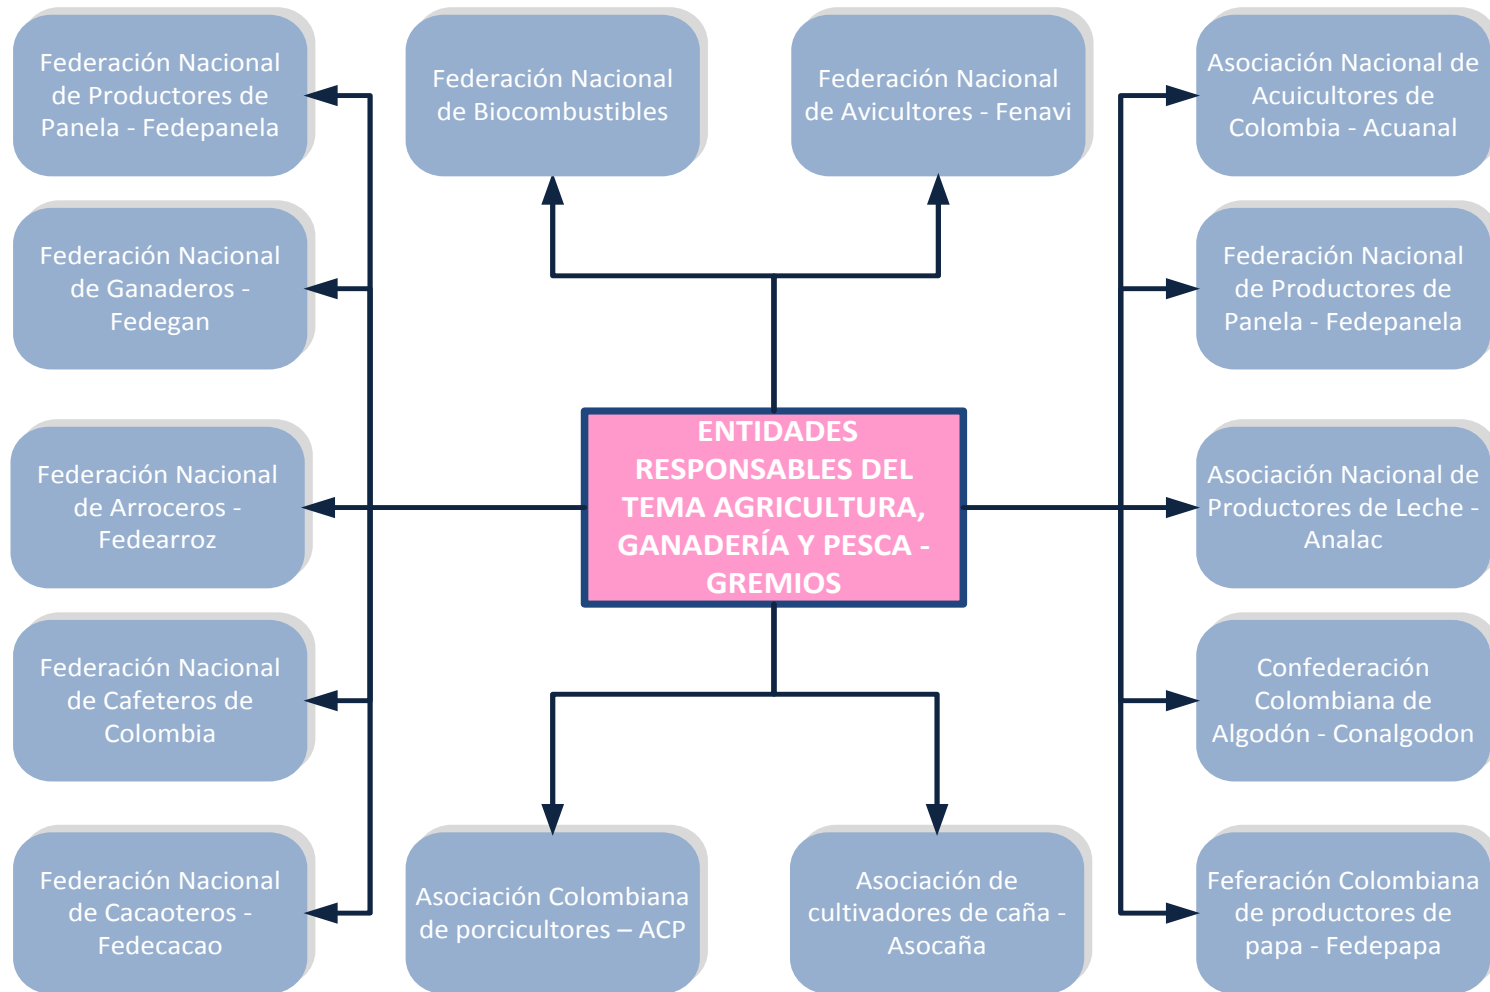 Federación Nacional
de Productores de
Panela - Fedepanela
Federación Nacional
de Biocombustibles
Federación Nacional
de Avicultores - Fenavi
Asociación Nacional de
Acuicultores de
Colombia - Acuanal
Federación Nacional
de Ganaderos -
Fedegan
Federación Nacional
de Productores de
Panela - Fedepanela
ENTIDADES
RESPONSABLES DEL
TEMA AGRICULTURA,
GANADERÍA Y PESCA -
GREMIOS
Federación Nacional
de Arroceros -
Fedearroz
Asociación Nacional de
Productores de Leche -
Analac
Federación Nacional
de Cafeteros de
Colombia
Confederación
Colombiana de
Algodón - Conalgodon
Federación Nacional
de Cacaoteros -
Fedecacao
Asociación Colombiana
de porcicultores – ACP
Asociación de
cultivadores de caña -
Asocaña
Feferación Colombiana
de productores de
papa - Fedepapa